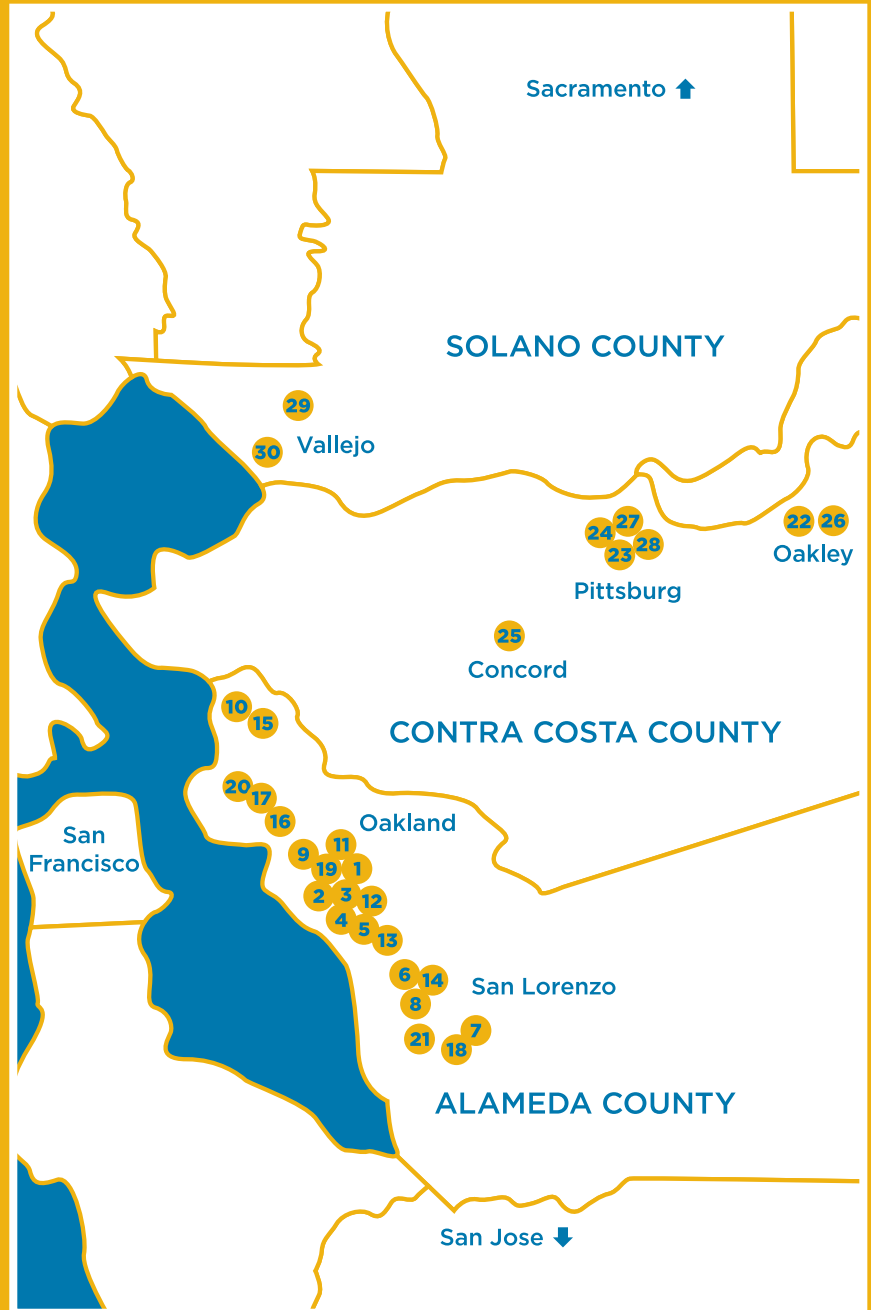 Sacramento
SOLANO COUNTY
29
30
Vallejo
27
24
28
23
22
26
Oakley
Pittsburg
25
Concord
10
15
CONTRA COSTA COUNTY
20
17
16
Oakland
San
Francisco
11
9
19
1
2
3
12
4
5
13
6
14
San Lorenzo
8
7
21
18
ALAMEDA COUNTY
San Jose